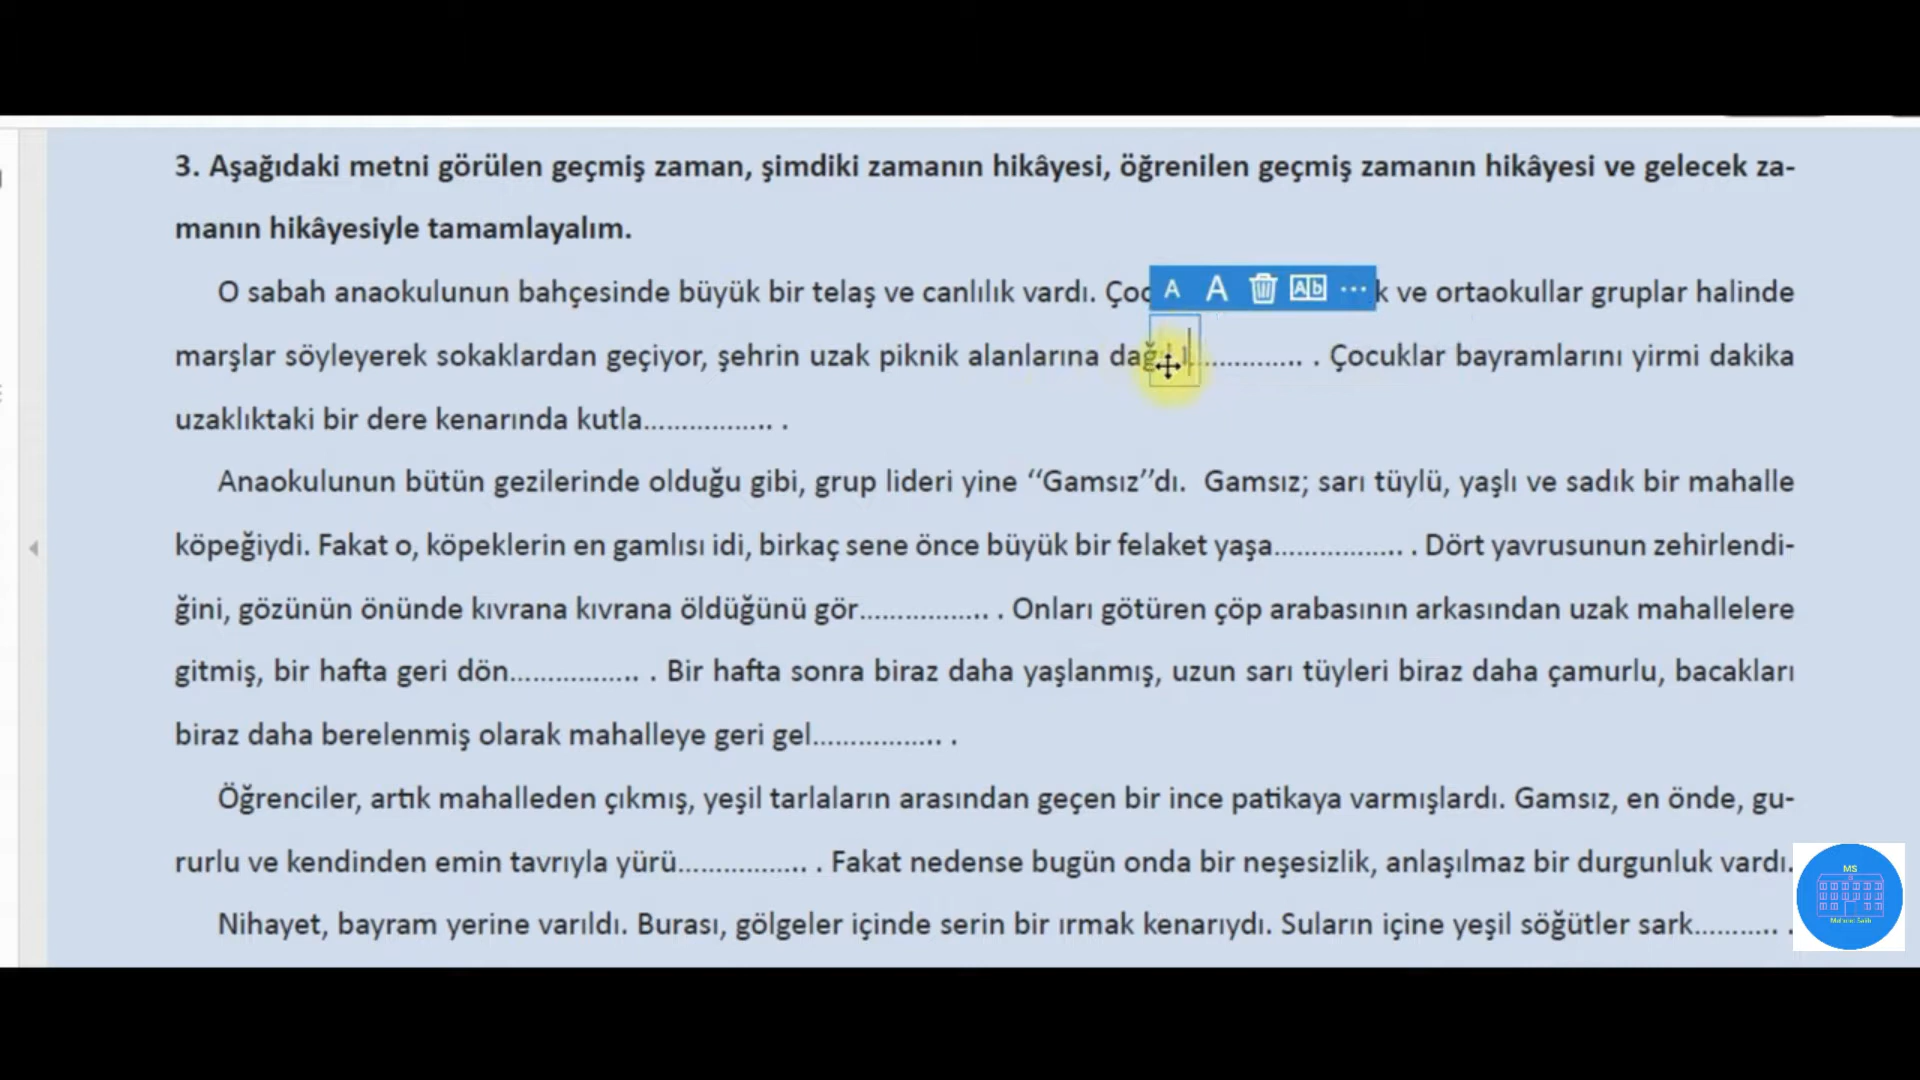 3. Aşağıdaki metni görülen geçmiş zaman, şimdiki zamanın hikâyesi, öğrenilen geçmiş zamanın hikâyesi ve gelecek za-
manın hikâyesiyle tamamlayalım.
O sabah anaokulunun bahçesinde büyük bir telaş ve canlılık vardı. ve ortaokullar gruplar halinde
A A Ab ...
marşlar söyleyerek sokaklardan geçiyor, şehrin uzak piknik alanlarına .............. . Çocuklar bayramlarını yirmi dakika
uzaklıktaki bir dere kenarında kutla................ .
Anaokulunun bütün gezilerinde olduğu gibi, grup lideri yine ‘‘Gamsız’’dı. Gamsız; sarı tüylü, yaşlı ve sadık bir mahalle
köpeğiydi. Fakat o, köpeklerin en gamlısı idi, birkaç sene önce büyük bir felaket yaşa................ . Dört yavrusunun zehirlendi-
ğini, gözünün önünde kıvrana kıvrana öldüğünü gör................ . Onları götüren çöp arabasının arkasından uzak mahallelere
gitmiş, bir hafta geri dön................ . Bir hafta sonra biraz daha yaşlanmış, uzun sarı tüyleri biraz daha çamurlu, bacakları
biraz daha berelenmiş olarak mahalleye geri gel................ .
Öğrenciler, artık mahalleden çıkmış, yeşil tarlaların arasından geçen bir ince patikaya varmışlardı. Gamsız, en önde, gu-
rurlu ve kendinden emin tavrıyla yürü................ . Fakat nedense bugün onda bir neşesizlik, anlaşılmaz bir durgunluk vardı.
Nihayet, bayram yerine varıldı. Burası, gölgeler içinde serin bir ırmak kenarıydı. Suların içine yeşil söğütler sark........... .
MS